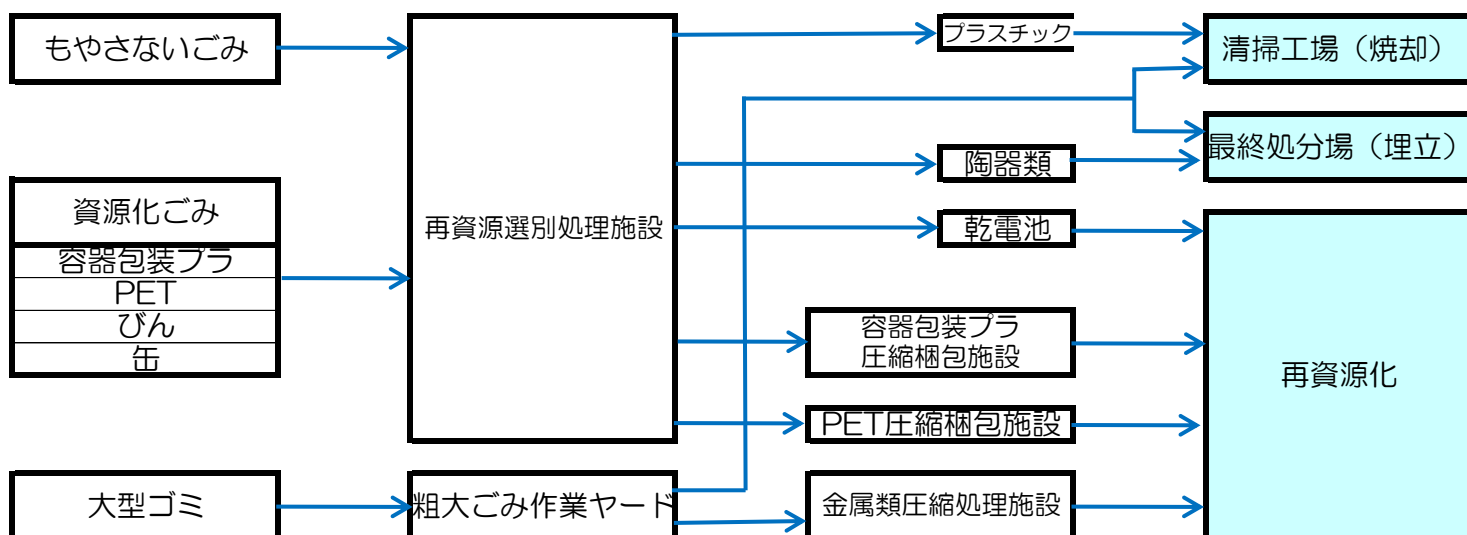 もやさないごみ
資源化ごみ
容器包装プラ
PET
びん
缶
大型ゴミ
再資源選別処理施設
粗大ごみ作業ヤード
プラスチック
陶器類
乾電池
容器包装プラ
圧縮梱包施設
PET圧縮梱包施設
金属類圧縮処理施設
清掃工場（焼却）
最終処分場（埋立）
再資源化